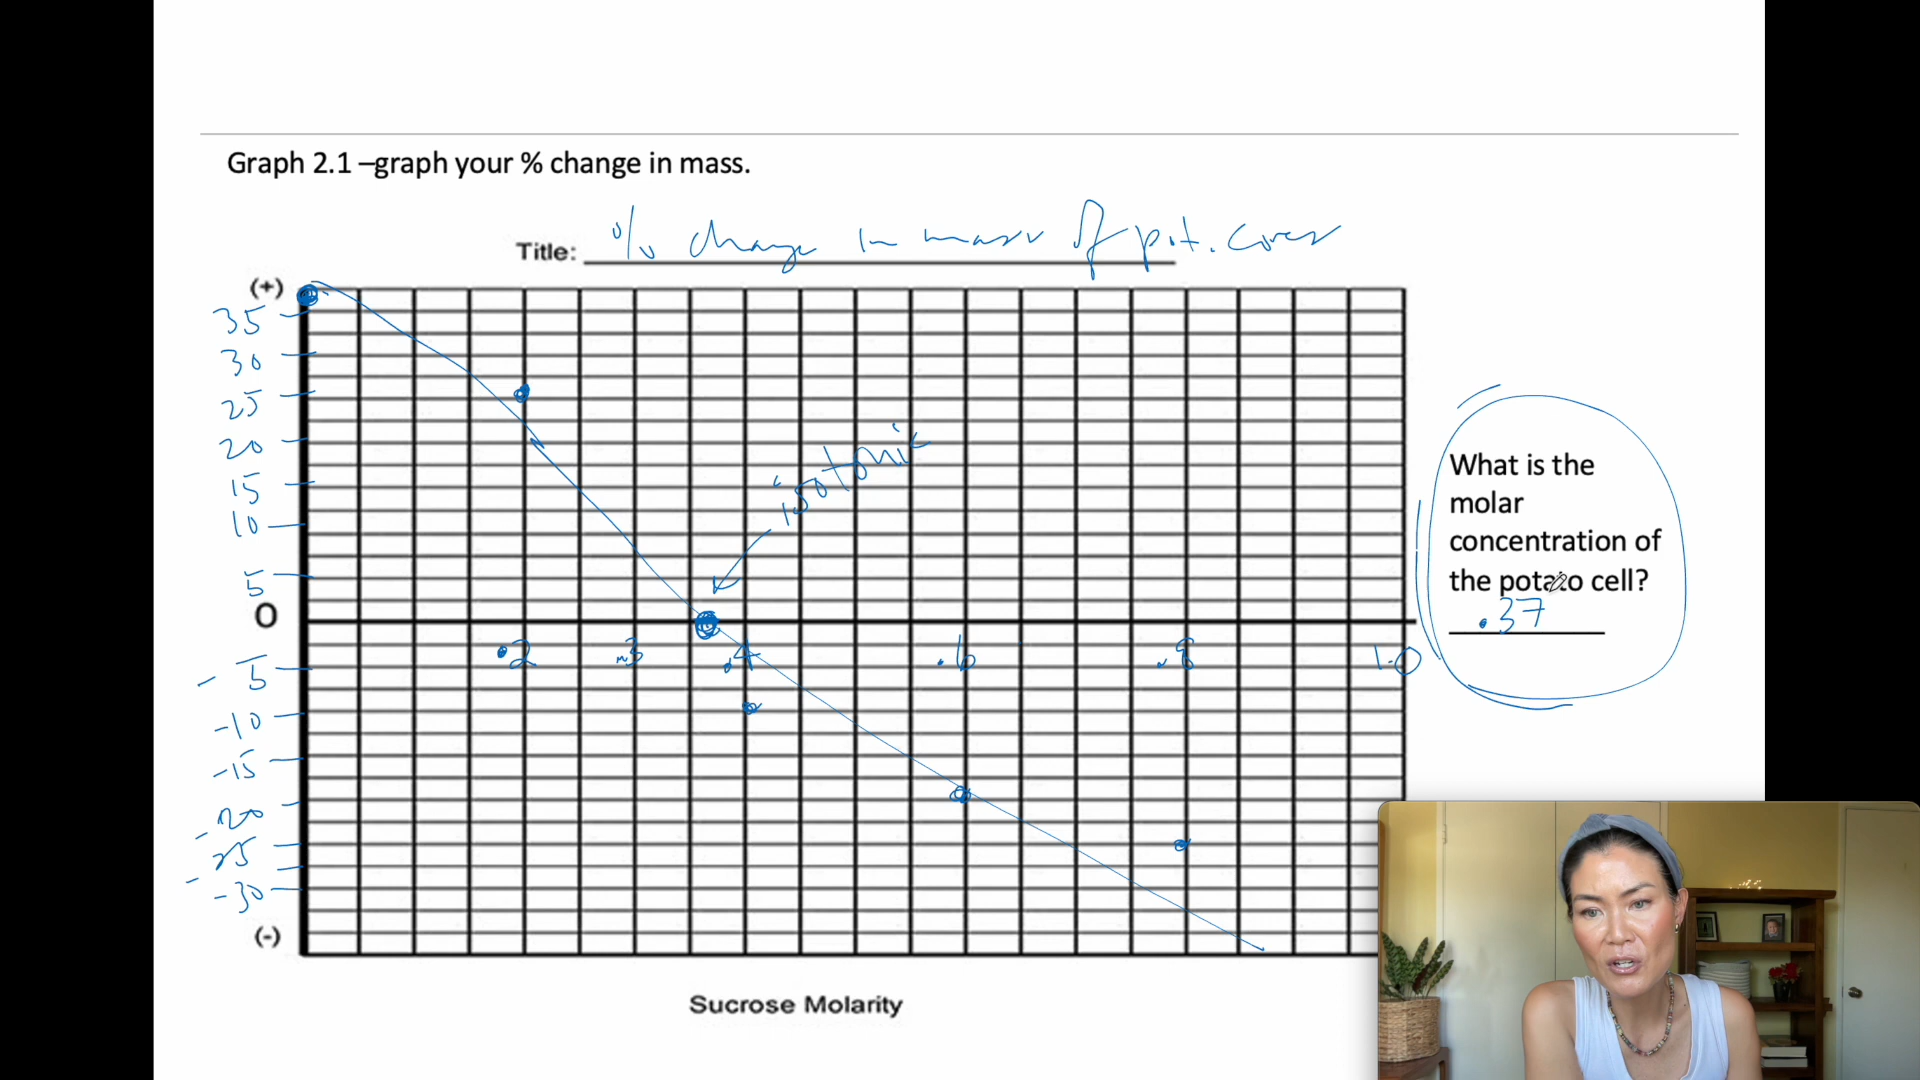 Graph 2.1 –graph your % change in mass.
Title: % change in mass of pot. cores
(+)
35
30
25
20
15
10
5
0
-5
-10
-15
-20
-25
-30
(-)
isotonic
.2 .3 .4 .6 .8 1.0
Sucrose Molarity
What is the
molar
concentration of
the potato cell?
.37